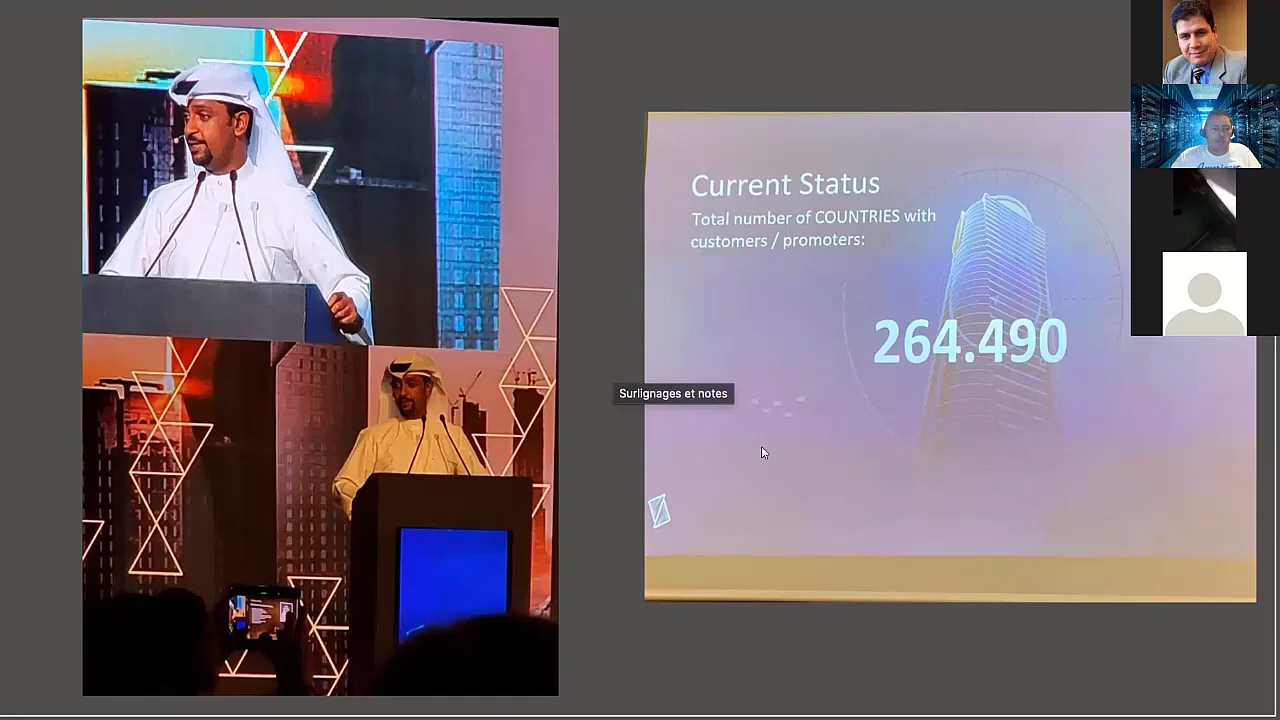 Current Status
Total number of COUNTRIES with
customers / promoters:
264.490
Surlignages et notes